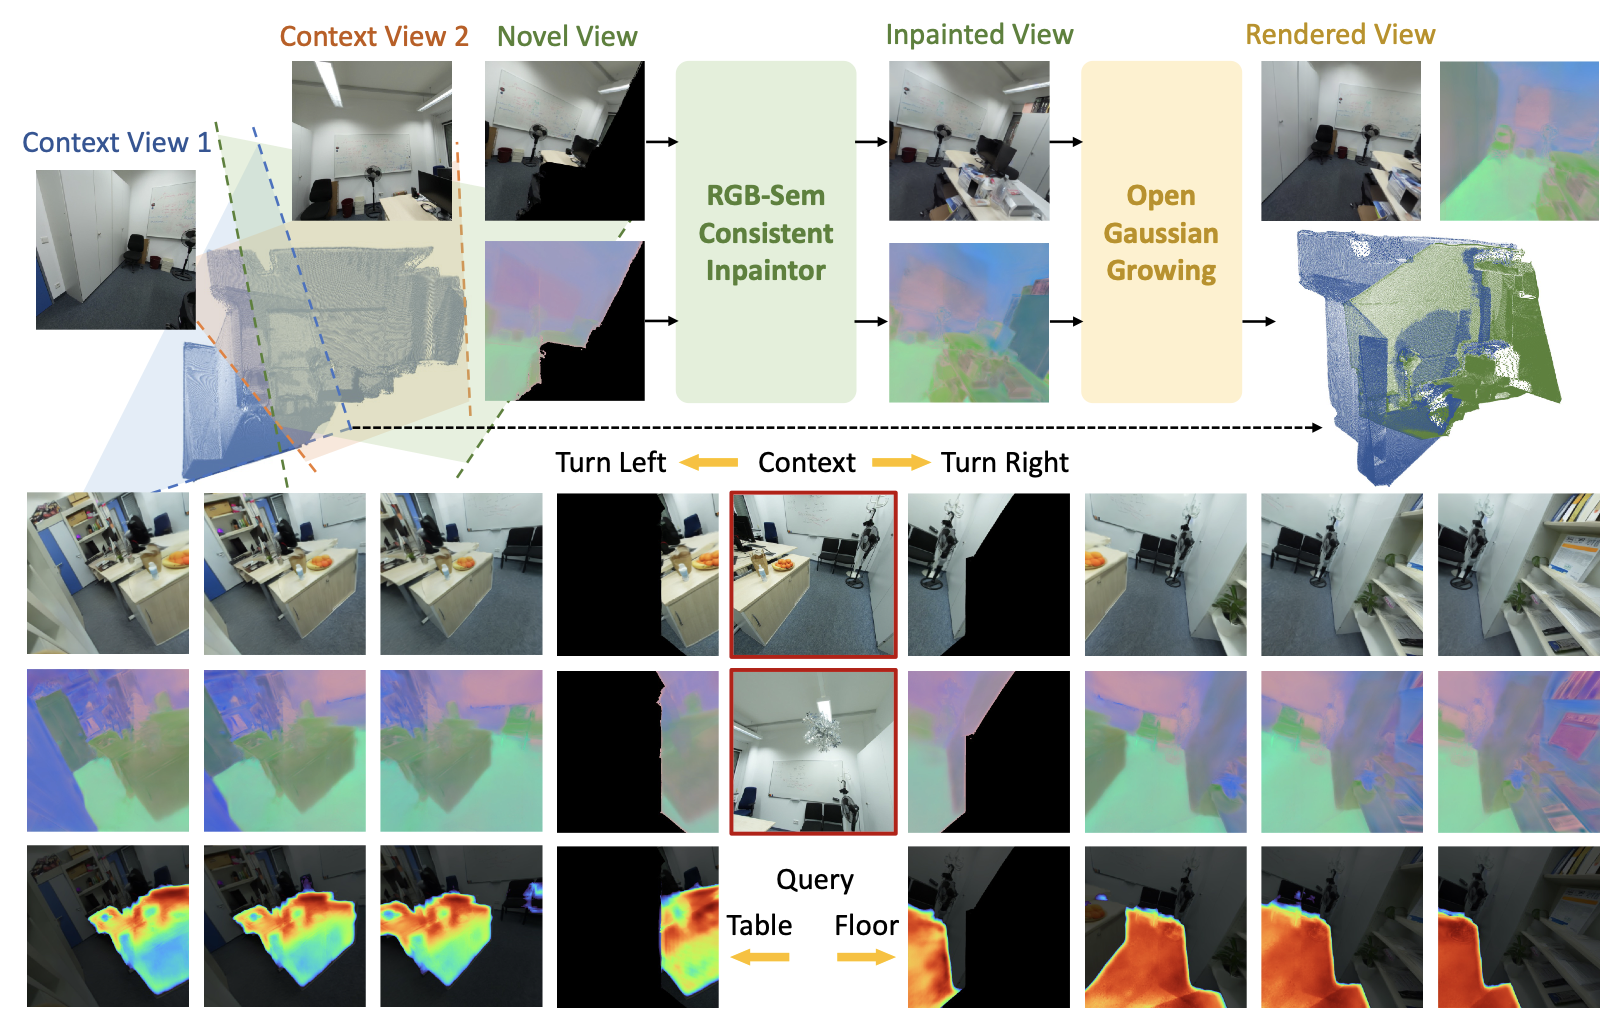 Context View 1
Context View 2
Novel View
Inpainted View
Rendered View
RGB-Sem
Consistent
Inpaintor
Open
Gaussian
Growing
Turn Left
Context
Turn Right
Query
Table
Floor